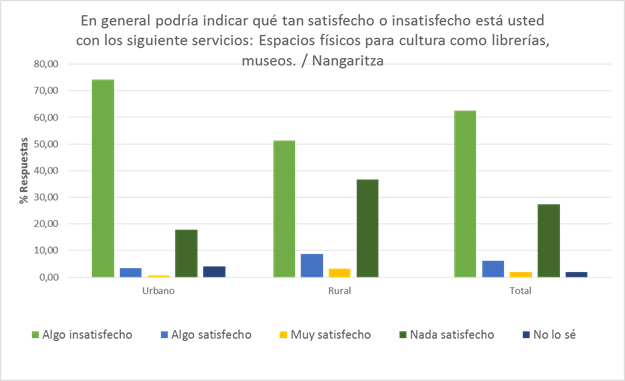 En general podría indicar qué tan satisfecho o insatisfecho está usted
con los siguiente servicios: Espacios físicos para cultura como librerías,
museos. / Nangaritza
80,00
70,00
60,00
50,00
40,00
30,00
20,00
10,00
0,00
% Respuestas
Urbano Rural Total
Algo insatisfecho Algo satisfecho Muy satisfecho Nada satisfecho No lo sé